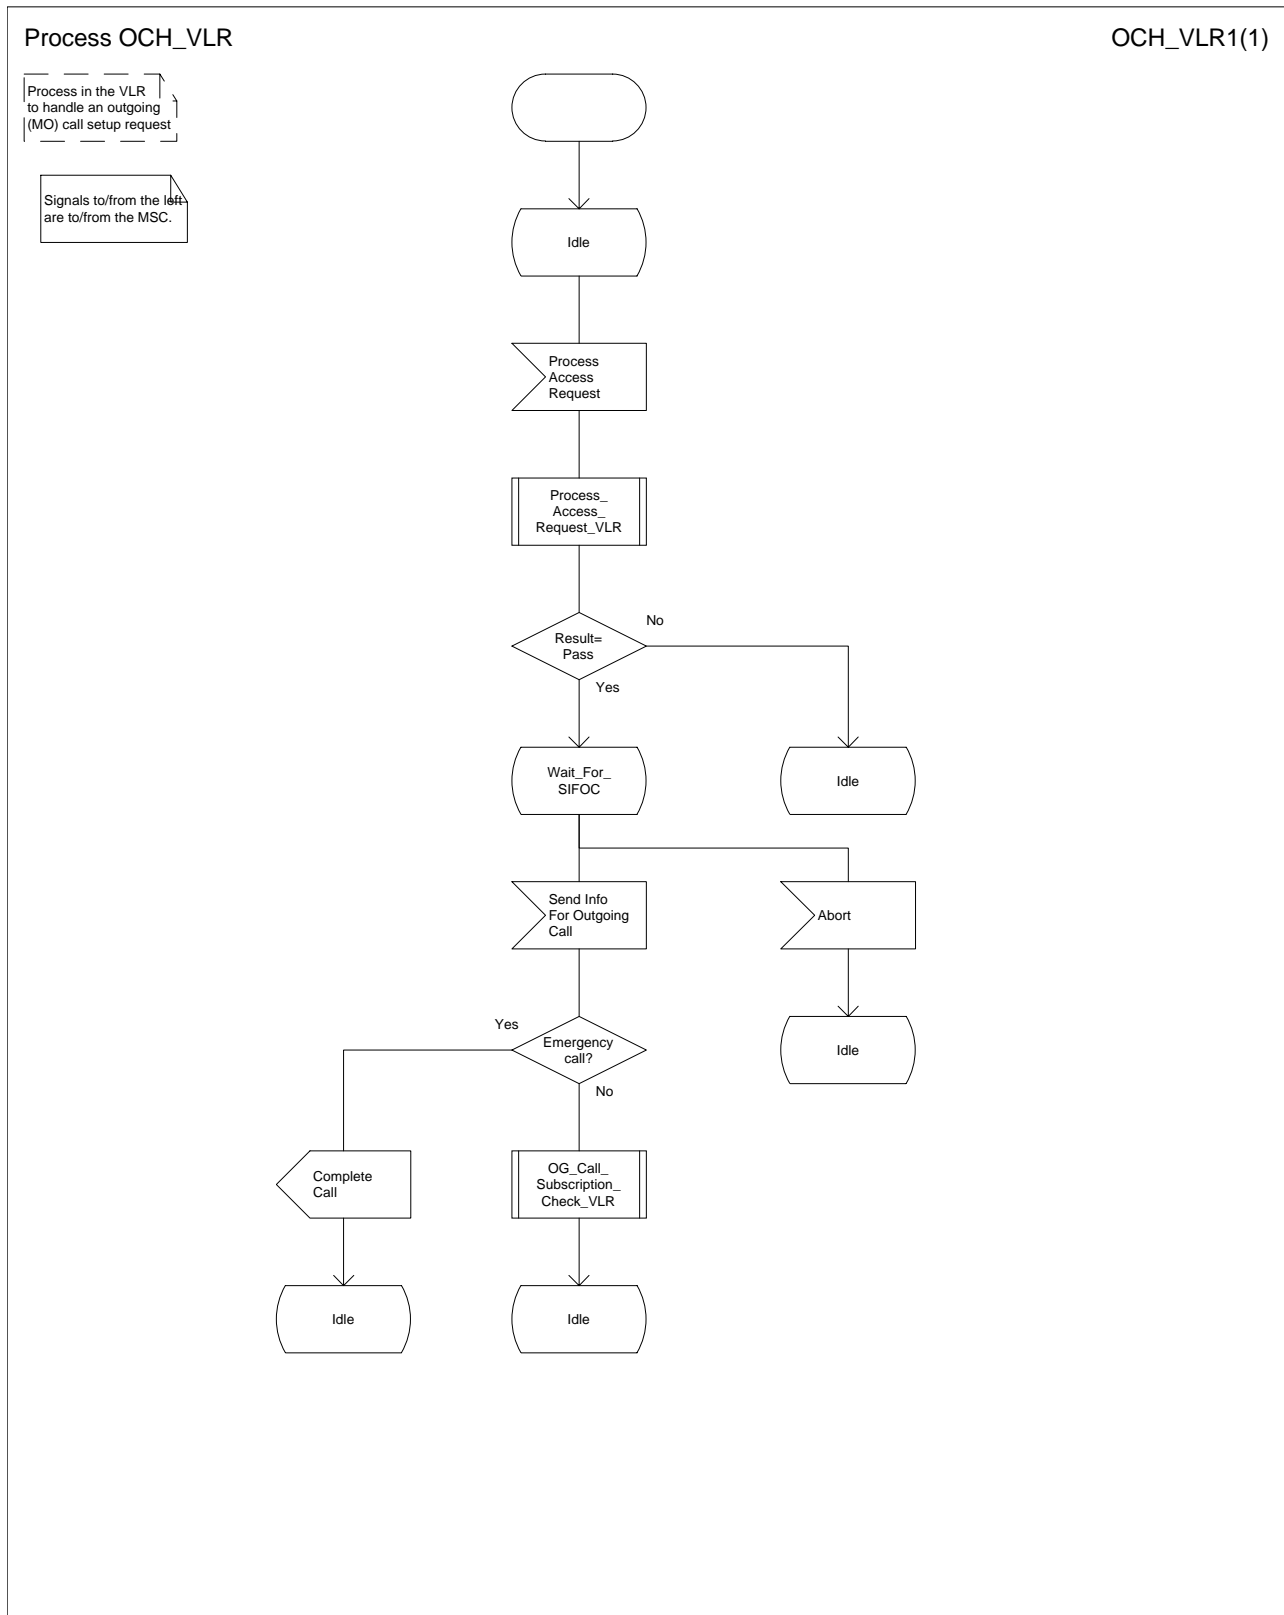 Process OCH_VLR
OCH_VLR1(1)
Process in the VLR
to handle an outgoing
(MO) call setup request
Signals to/from the left
are to/from the MSC.
Idle
Process
Access
Request
Process_
Access_
Request_VLR
Result=
Pass
No
Yes
Wait_For_
SIFOC
Idle
Send Info
For Outgoing
Call
Abort
Yes
Emergency
call?
No
Idle
Complete
Call
OG_Call_
Subscription_
Check_VLR
Idle
Idle